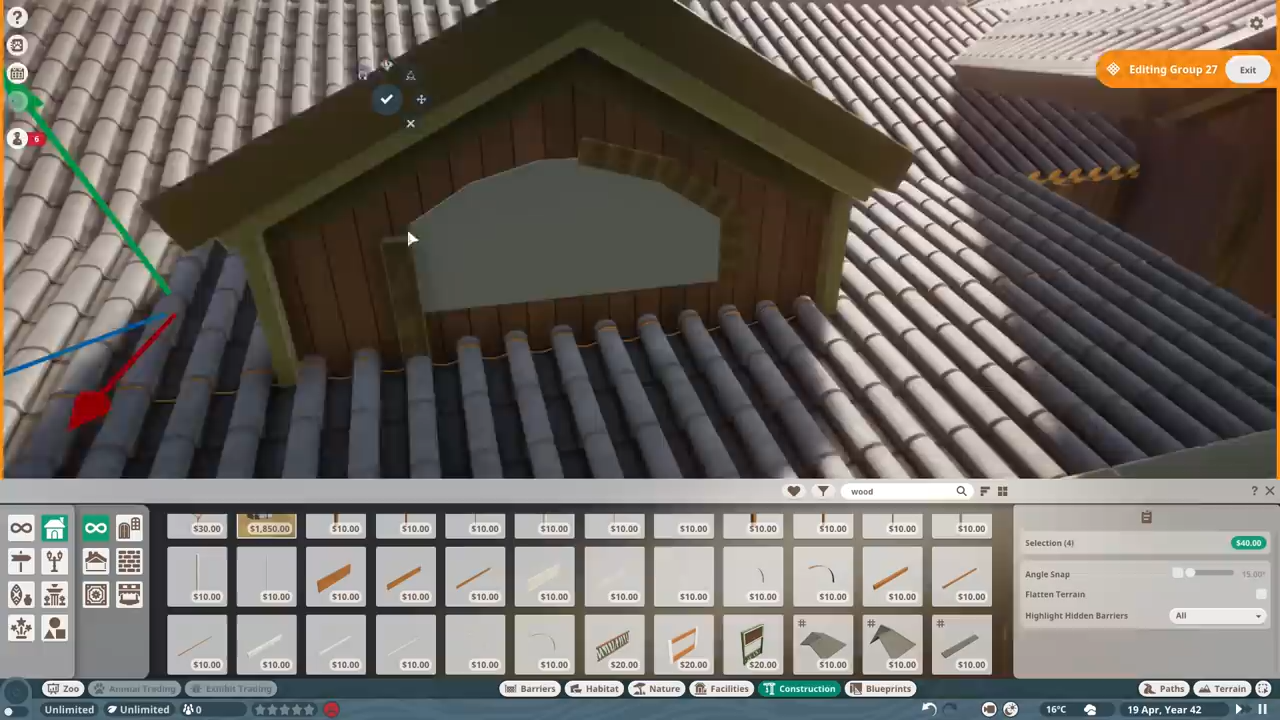 ?
Editing Group 27
Exit
6
wood
? ×
$30.00 $1,850.00 $10.00 $10.00 $10.00 $10.00 $10.00 $10.00 $10.00 $10.00 $10.00 $10.00
$10.00 $10.00 $10.00 $10.00 $10.00 $10.00 $10.00 $10.00 $10.00 $10.00 $10.00 $10.00
$10.00 $10.00 $10.00 $10.00 $10.00 $10.00 $20.00 $20.00 $20.00 $10.00 $10.00 $10.00
Selection (4) $40.00
Angle Snap 15.00°
Flatten Terrain
Highlight Hidden Barriers All
Zoo Animal Trading Exhibit Trading Barriers Habitat Nature Facilities Construction Blueprints Paths Terrain
Unlimited Unlimited 0 16°C 19 Apr, Year 42